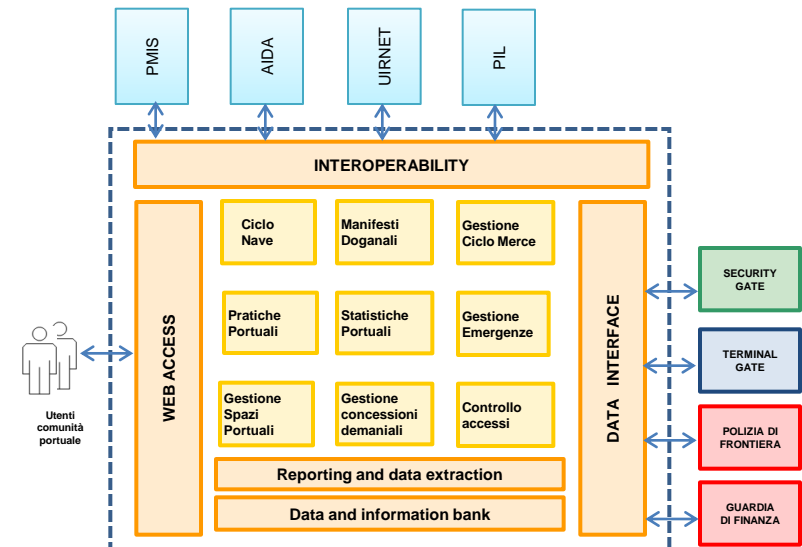 PMIS
AIDA
UIRNET
PIL
INTEROPERABILITY
WEB ACCESS
Ciclo
Nave
Manifesti
Doganali
Gestione
Ciclo Merce
Pratiche
Portuali
Statistiche
Portuali
Gestione
Emergenze
Gestione
Spazi
Portuali
Gestione
concessioni
demaniali
Controllo
accessi
Reporting and data extraction
Data and information bank
DATA INTERFACE
SECURITY
GATE
TERMINAL
GATE
POLIZIA DI
FRONTIERA
GUARDIA
DI FINANZA
Utenti
comunità
portuale